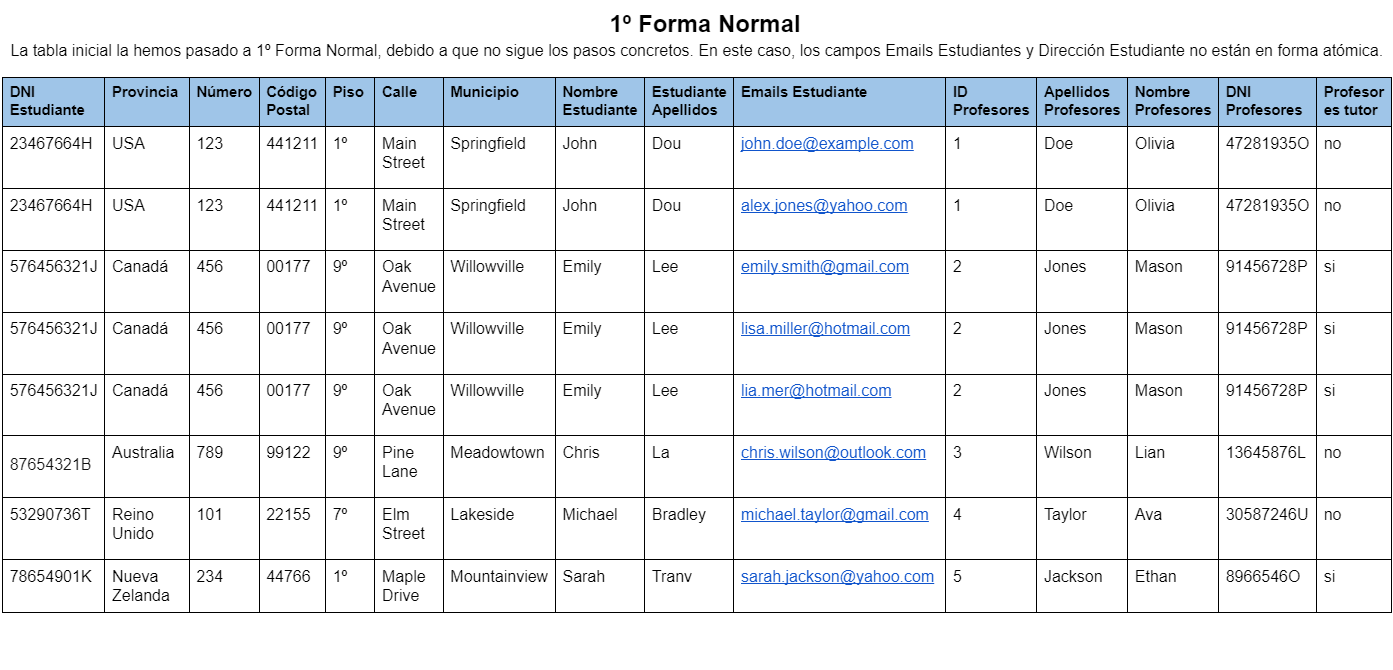 1º Forma Normal
La tabla inicial la hemos pasado a 1º Forma Normal, debido a que no sigue los pasos concretos. En este caso, los campos Emails Estudiantes y Dirección Estudiante no están en forma atómica.
DNI Estudiante Provincia Número Código Postal Piso Calle Municipio Nombre Estudiante Estudiante Apellidos Emails Estudiante ID Profesores Apellidos Profesores Nombre Profesores DNI Profesores Profesor es tutor
23467664H USA 123 441211 1º Main Street Springfield John Dou john.doe@example.com 1 Doe Olivia 47281935O no
23467664H USA 123 441211 1º Main Street Springfield John Dou alex.jones@yahoo.com 1 Doe Olivia 47281935O no
576456321J Canadá 456 00177 9º Oak Avenue Willowville Emily Lee emily.smith@gmail.com 2 Jones Mason 91456728P si
576456321J Canadá 456 00177 9º Oak Avenue Willowville Emily Lee lisa.miller@hotmail.com 2 Jones Mason 91456728P si
576456321J Canadá 456 00177 9º Oak Avenue Willowville Emily Lee lia.mer@hotmail.com 2 Jones Mason 91456728P si
87654321B Australia 789 99122 9º Pine Lane Meadowtown Chris La chris.wilson@outlook.com 3 Wilson Lian 13645876L no
53290736T Reino Unido 101 22155 7º Elm Street Lakeside Michael Bradley michael.taylor@gmail.com 4 Taylor Ava 30587246U no
78654901K Nueva Zelanda 234 44766 1º Maple Drive Mountainview Sarah Tranv sarah.jackson@yahoo.com 5 Jackson Ethan 8966546O si